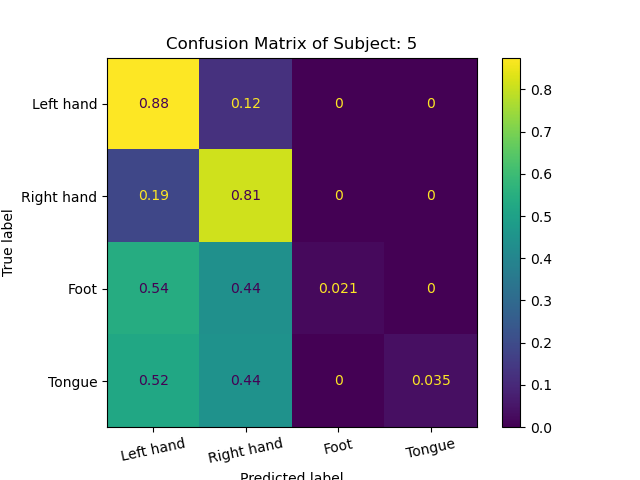 Confusion Matrix of Subject: 5
True label
Left hand 0.88 0.12 0 0
Right hand 0.19 0.81 0 0
Foot 0.54 0.44 0.021 0
Tongue 0.52 0.44 0 0.035
Left hand Right hand Foot Tongue
Predicted label
0.8
0.7
0.6
0.5
0.4
0.3
0.2
0.1
0.0